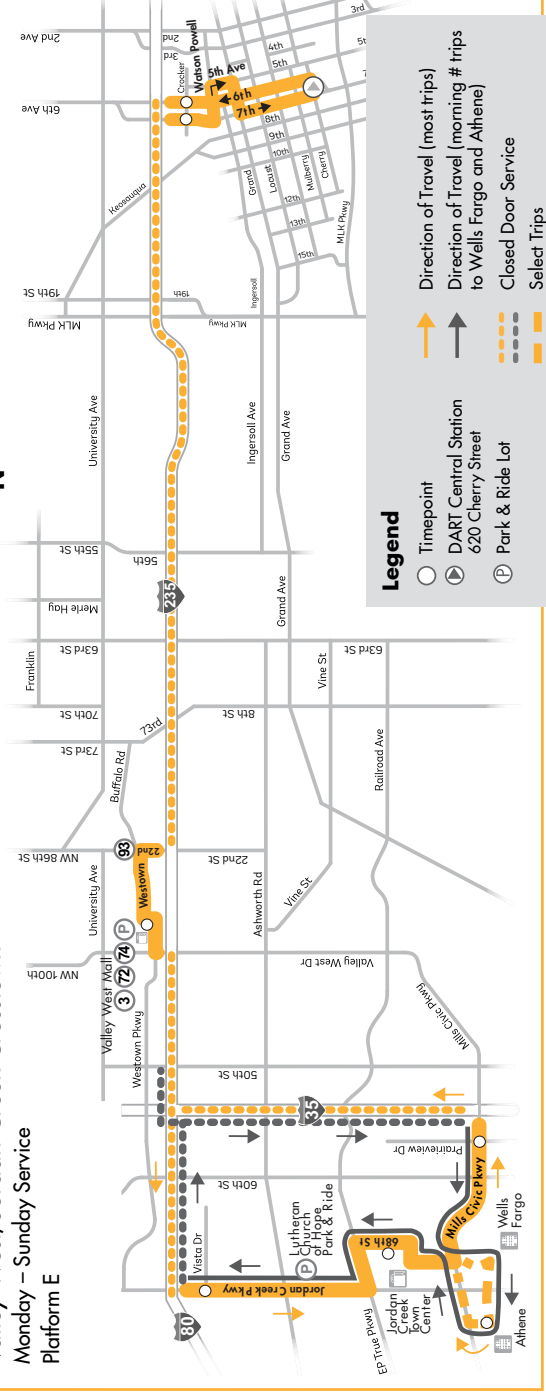 Monday – Sunday Service
Platform E
N
2nd Ave
6th Ave
19th St
MLK Pkwy
55th St
Merle Hay
63rd St
70th St
73rd St
NW 86th St
NW 100th
Franklin
University Ave
University Ave
Buffalo Rd
73rd
56th
Keosauqua
19th
MLK Pkwy
2nd
3rd
Crocker
Watson Powell
5th Ave
6th
7th
3rd
4th
5th
5t
7
8th
9th
10th
12th
13th
15th
Grand
Locust
Mulberry
Cherry
MLK Pkwy
Ingersoll
Ingersoll Ave
Grand Ave
Grand Ave
235
93
22nd
Westown
Valley West Mall
3 72 74 P
Westown Pkwy
8th St
22nd St
63rd St
Vine St
Vine St
Railroad Ave
Ashworth Rd
Valley West Dr
Mills Civic Pkwy
50th St
35
60th St
Prairieview Dr
Vista Dr
80
Jordan Creek Pkwy
P
Lutheran
Church
of Hope
Park & Ride
68th St
Mills Civic Pkwy
Wells
Fargo
Jordan
Creek
Town
Center
EP True Pkwy
Athene
Legend
Timepoint
DART Central Station
620 Cherry Street
P Park & Ride Lot
Direction of Travel (most trips)
Direction of Travel (morning # trips
to Wells Fargo and Athene)
Closed Door Service
Select Trips